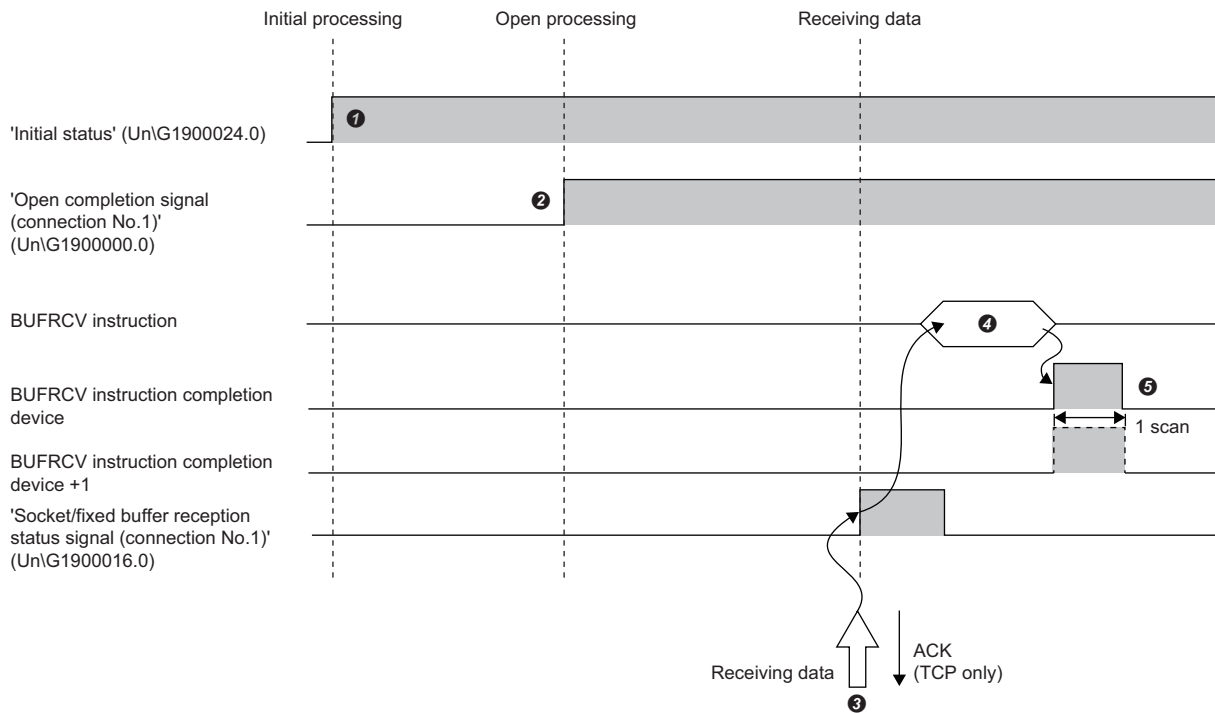 Initial processing
Open processing
Receiving data
'Initial status' (Un\G1900024.0)
❶
'Open completion signal
(connection No.1)'
(Un\G1900000.0)
❷
BUFRCV instruction
❹
BUFRCV instruction completion
device
❺
1 scan
BUFRCV instruction completion
device +1
'Socket/fixed buffer reception
status signal (connection No.1)'
(Un\G1900016.0)
Receiving data
ACK
(TCP only)
❸